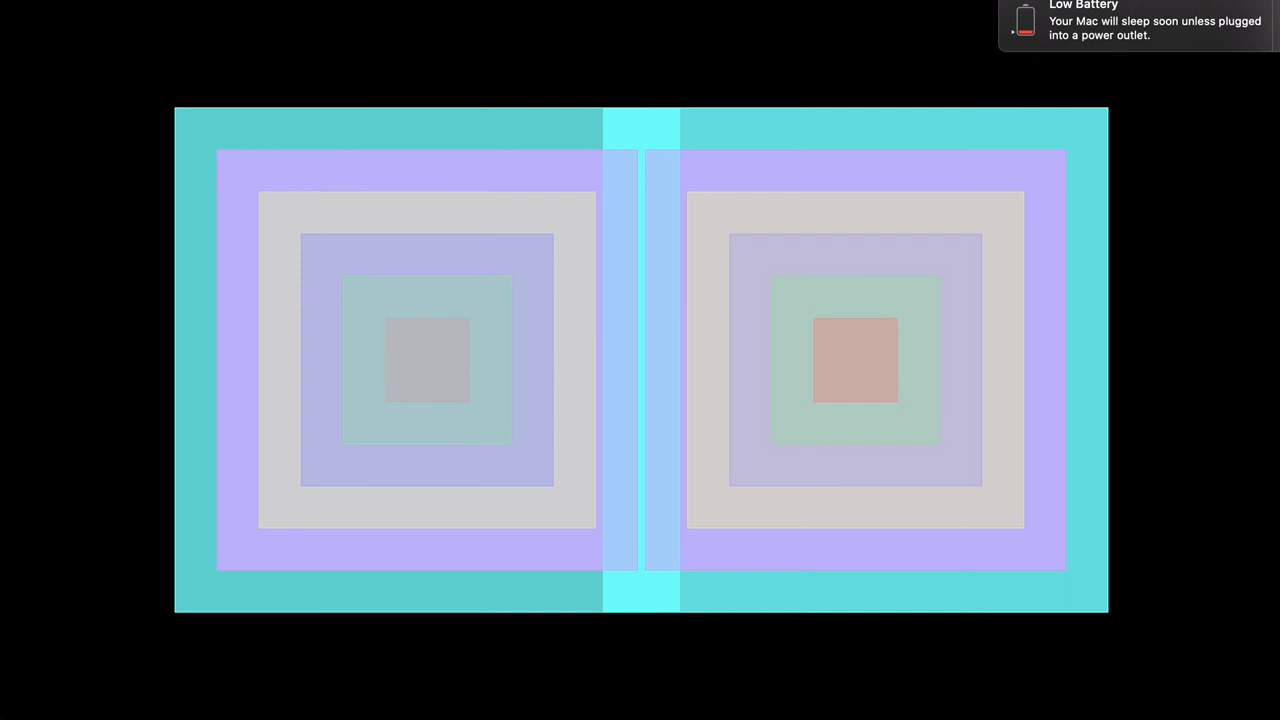 Low Battery
Your Mac will sleep soon unless plugged
into a power outlet.